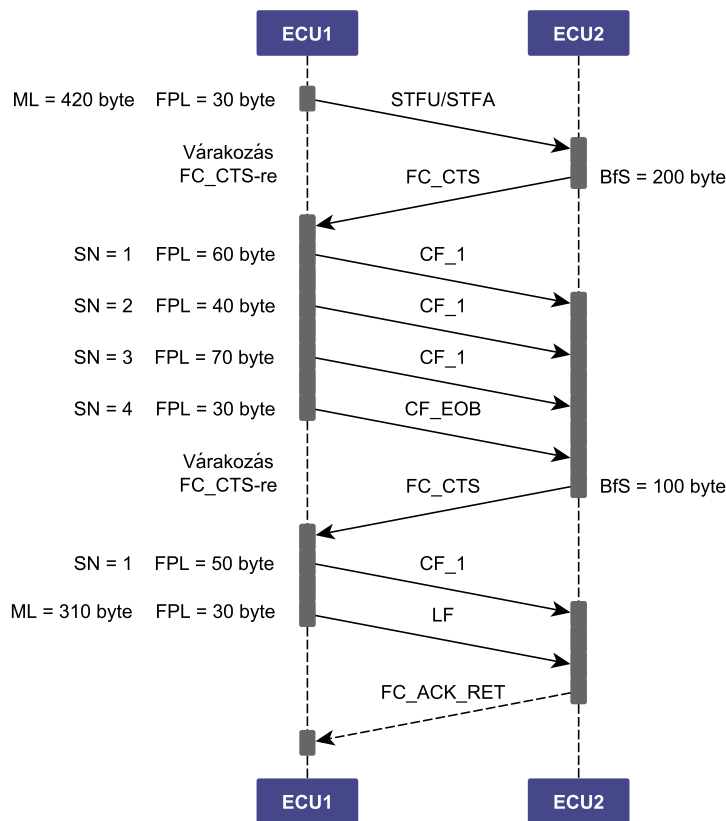 ECU1 ECU2
ML = 420 byte FPL = 30 byte STFU/STFA
Várakozás
FC_CTS-re
FC_CTS BfS = 200 byte
SN = 1 FPL = 60 byte CF_1
SN = 2 FPL = 40 byte CF_1
SN = 3 FPL = 70 byte CF_1
SN = 4 FPL = 30 byte CF_EOB
Várakozás
FC_CTS-re
FC_CTS BfS = 100 byte
SN = 1 FPL = 50 byte CF_1
ML = 310 byte FPL = 30 byte LF
FC_ACK_RET
ECU1 ECU2